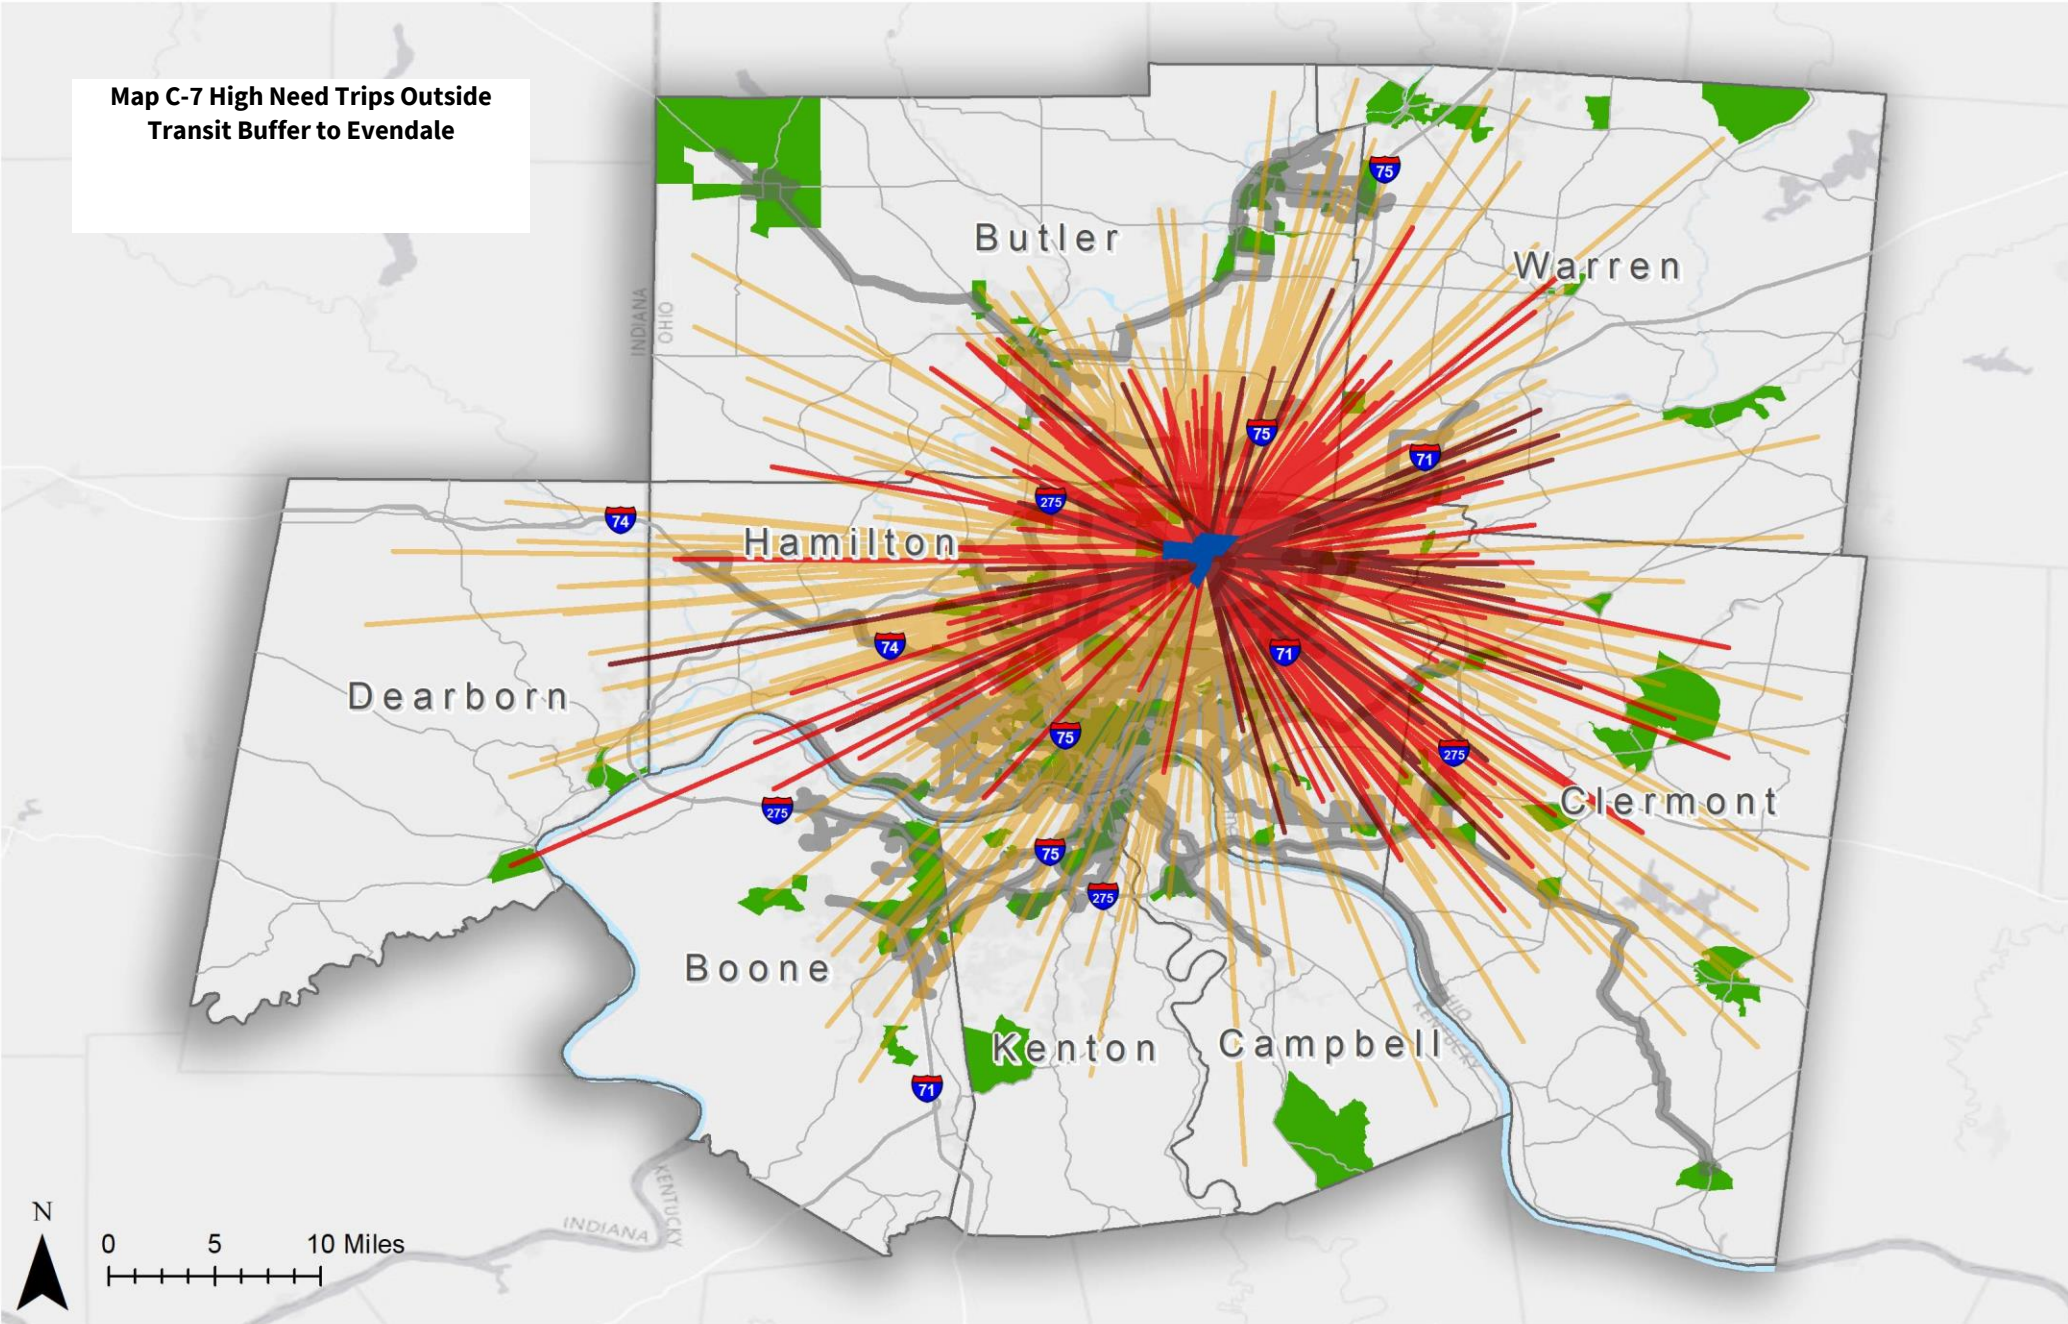 Map C-7 High Need Trips Outside
Transit Buffer to Evendale
75
Butler
Warren
INDIANA
OHIO
75
71
275
74
Hamilton
74
71
Dearborn
75
275
275
Clermont
75
275
Boone
OHIO
KENTUCKY
Kenton
Campbell
71
KENTUCKY
INDIANA
N
0 5 10 Miles